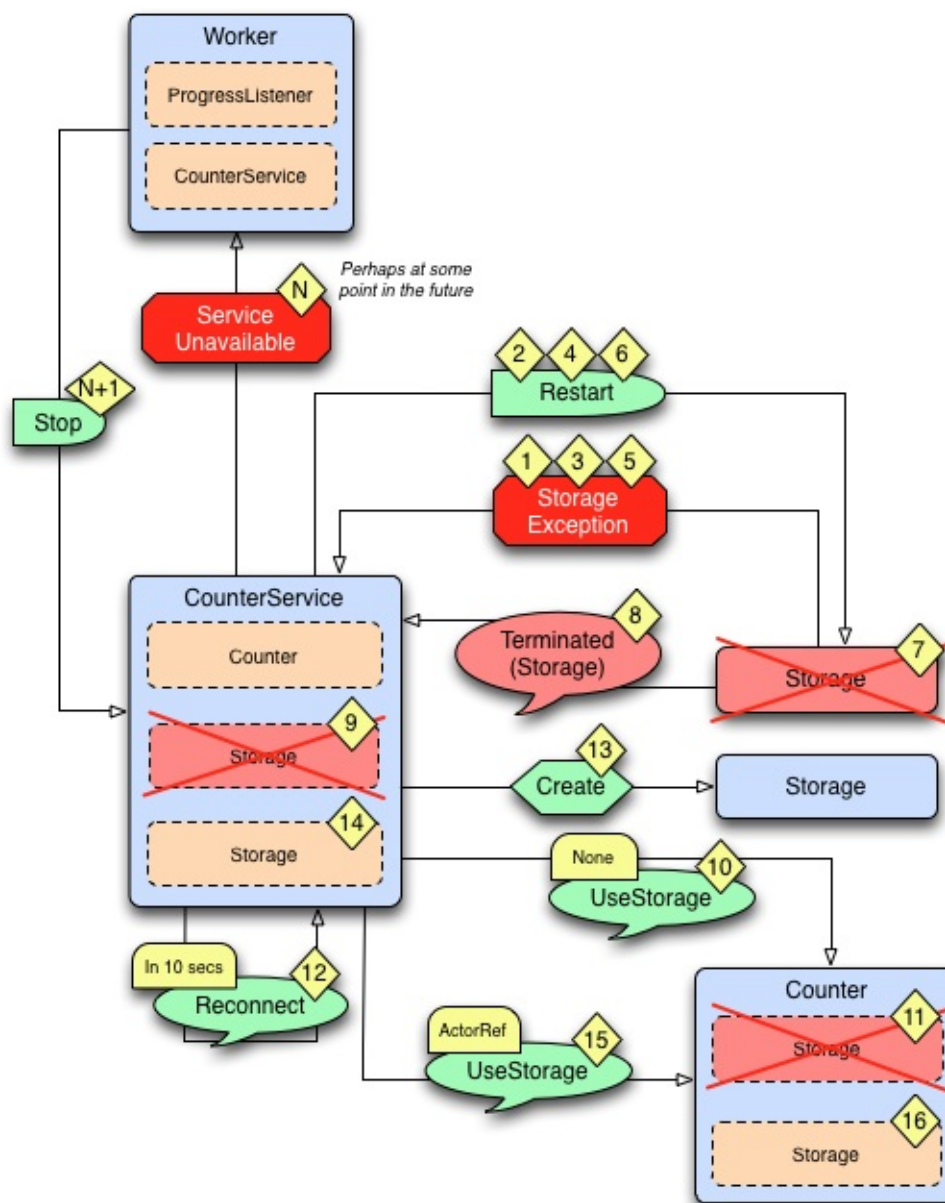 Worker
ProgressListener
CounterService
N
Perhaps at some
point in the future
Service
Unavailable
N+1
Stop
2
4
6
Restart
1
3
5
Storage
Exception
CounterService
Counter
9
Storage
14
Storage
8
Terminated
(Storage)
7
Storage
13
Create
Storage
None
10
UseStorage
In 10 secs
12
Reconnect
ActorRef
15
UseStorage
Counter
11
Storage
16
Storage